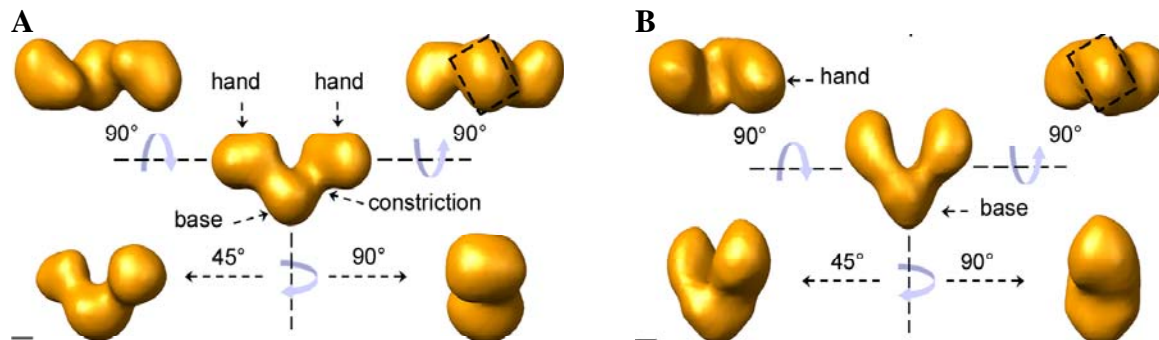 A
hand hand
90° 90°
base constriction
45° 90°
B
hand
90° 90°
base
45° 90°